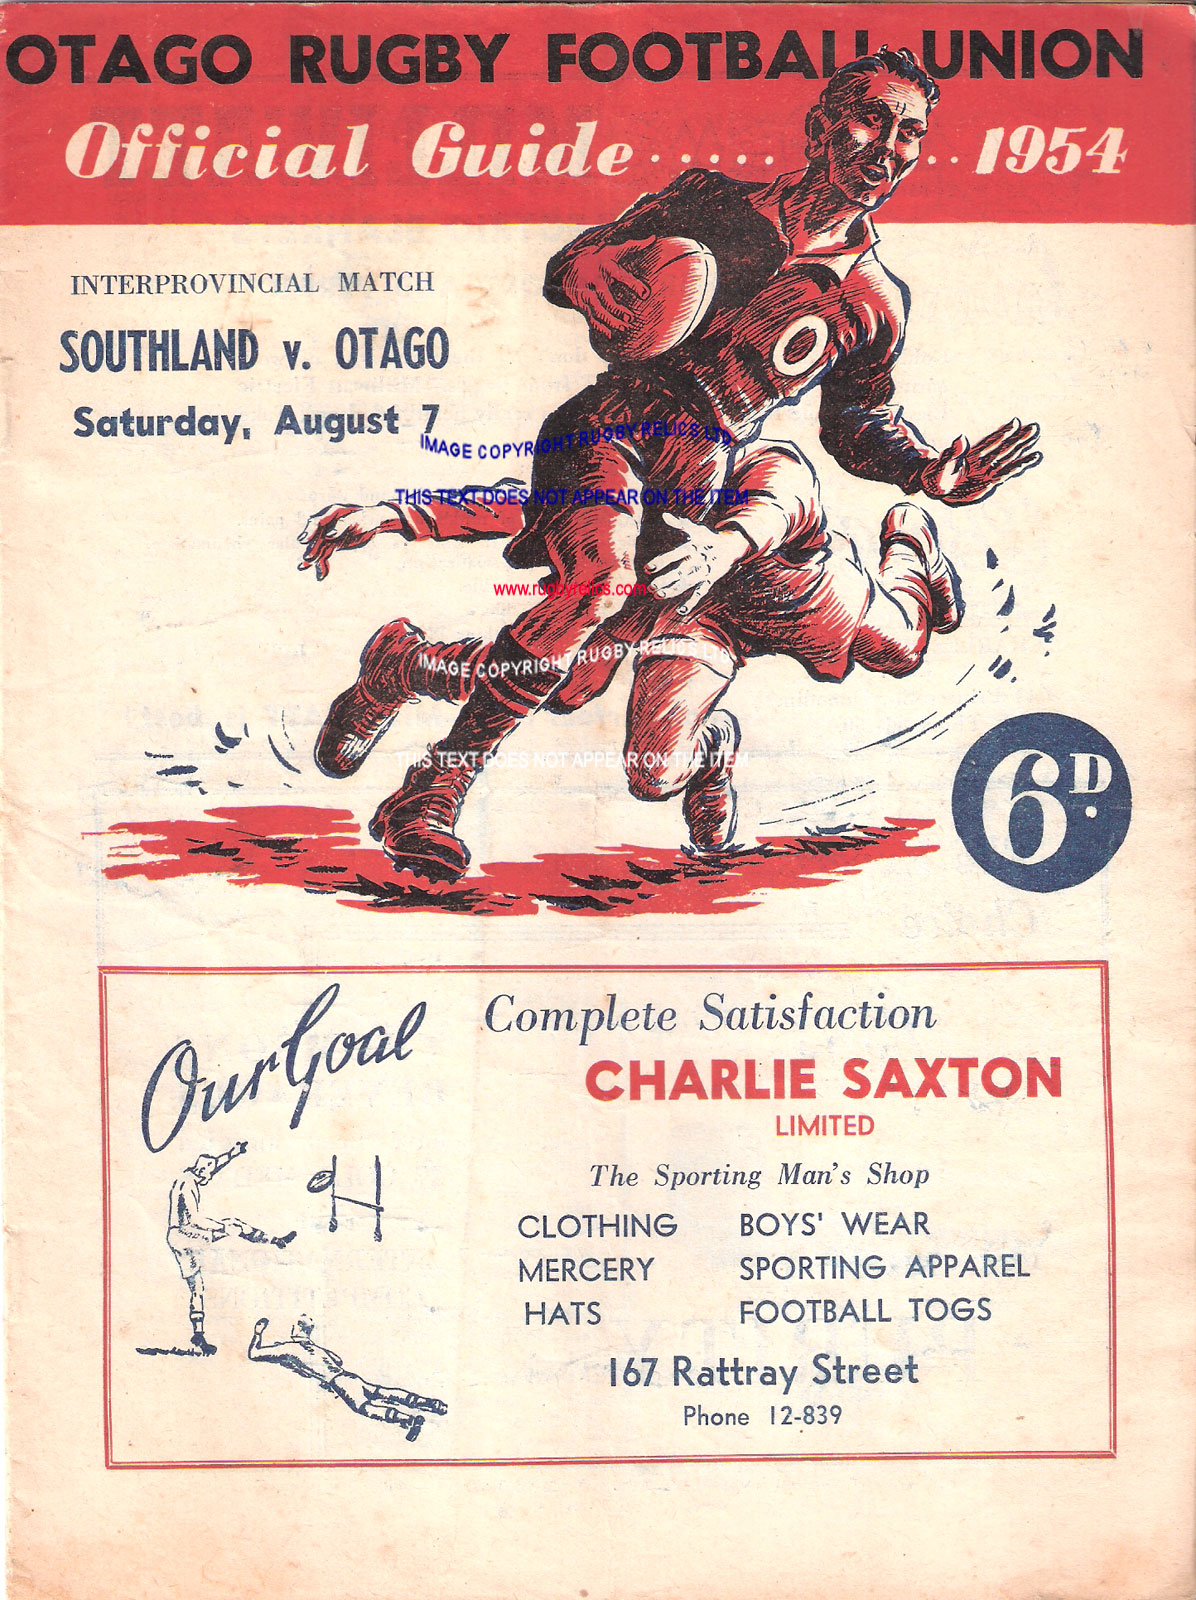 OTAGO RUGBY FOOTBALL UNION
Official Guide . . . . . . . . 1954
INTERPROVINCIAL MATCH
SOUTHLAND v. OTAGO
Saturday, August 7
O
IMAGE COPYRIGHT RUGBY RELICS LTD
THIS TEXT DOES NOT APPEAR ON THE ITEM
www.rugbyrelics.com
IMAGE COPYRIGHT RUGBY RELICS LTD
THIS TEXT DOES NOT APPEAR ON THE ITEM
6D.
Our Goal
Complete Satisfaction
CHARLIE SAXTON
LIMITED
The Sporting Man's Shop
CLOTHING BOYS' WEAR
MERCERY SPORTING APPAREL
HATS FOOTBALL TOGS
167 Rattray Street
Phone 12-839